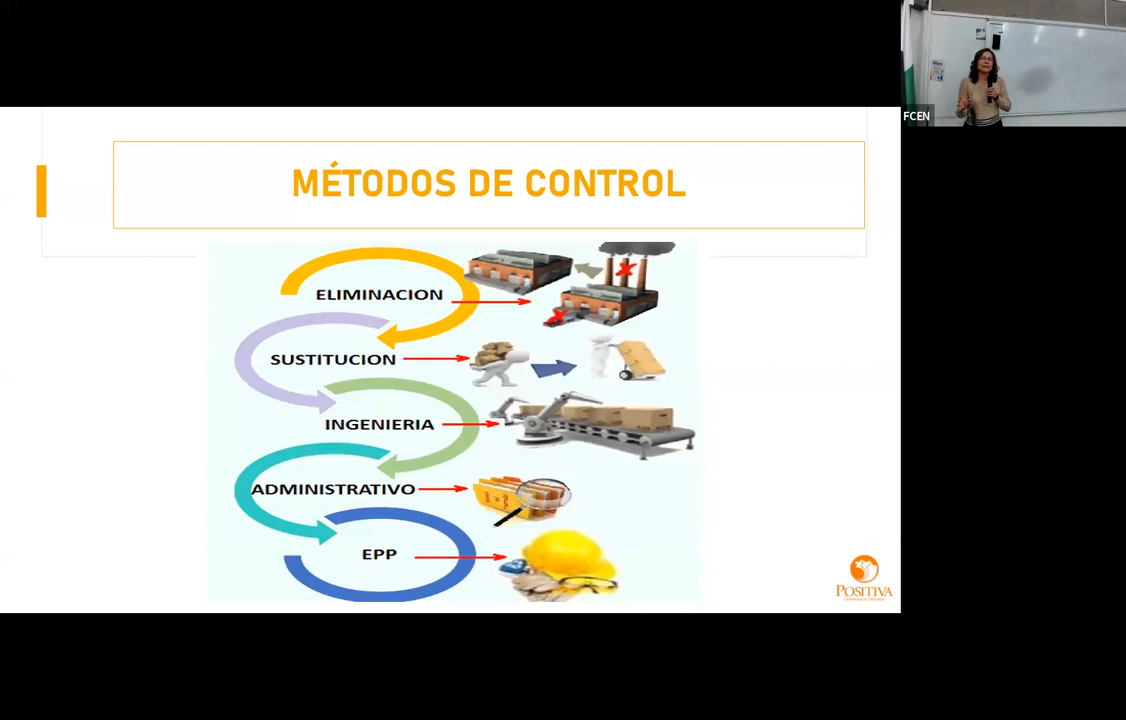 FCEN
MÉTODOS DE CONTROL
ELIMINACION
SUSTITUCION
INGENIERIA
ADMINISTRATIVO
EPP
POSITIVA